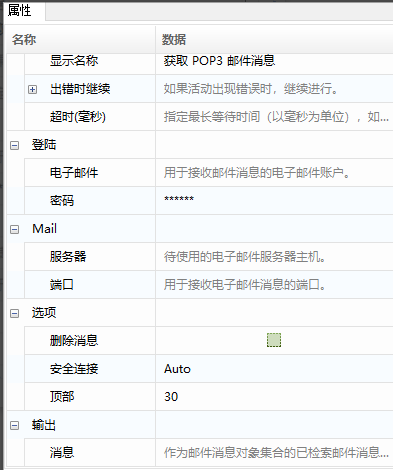 属性
名称 数据
显示名称 获取 POP3 邮件消息
出错时继续 如果活动出现错误时，继续进行。
超时(毫秒) 指定最长等待时间（以毫秒为单位），如...
登陆
电子邮件 用于接收邮件消息的电子邮件账户。
密码 ******
Mail
服务器 待使用的电子邮件服务器主机。
端口 用于接收电子邮件消息的端口。
选项
删除消息
安全连接 Auto
顶部 30
输出
消息 作为邮件消息对象集合的已检索邮件消息...